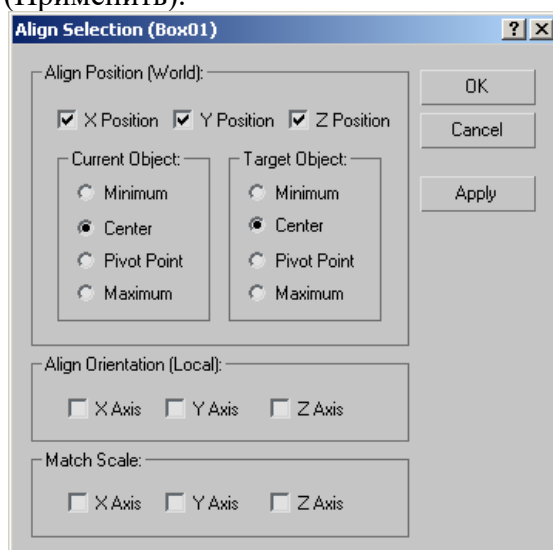 (Применить).
Align Selection (Box01)
Align Position (World):
X Position Y Position Z Position
Current Object:
Minimum
Center
Pivot Point
Maximum
Target Object:
Minimum
Center
Pivot Point
Maximum
OK
Cancel
Apply
Align Orientation (Local):
X Axis Y Axis Z Axis
Match Scale:
X Axis Y Axis Z Axis